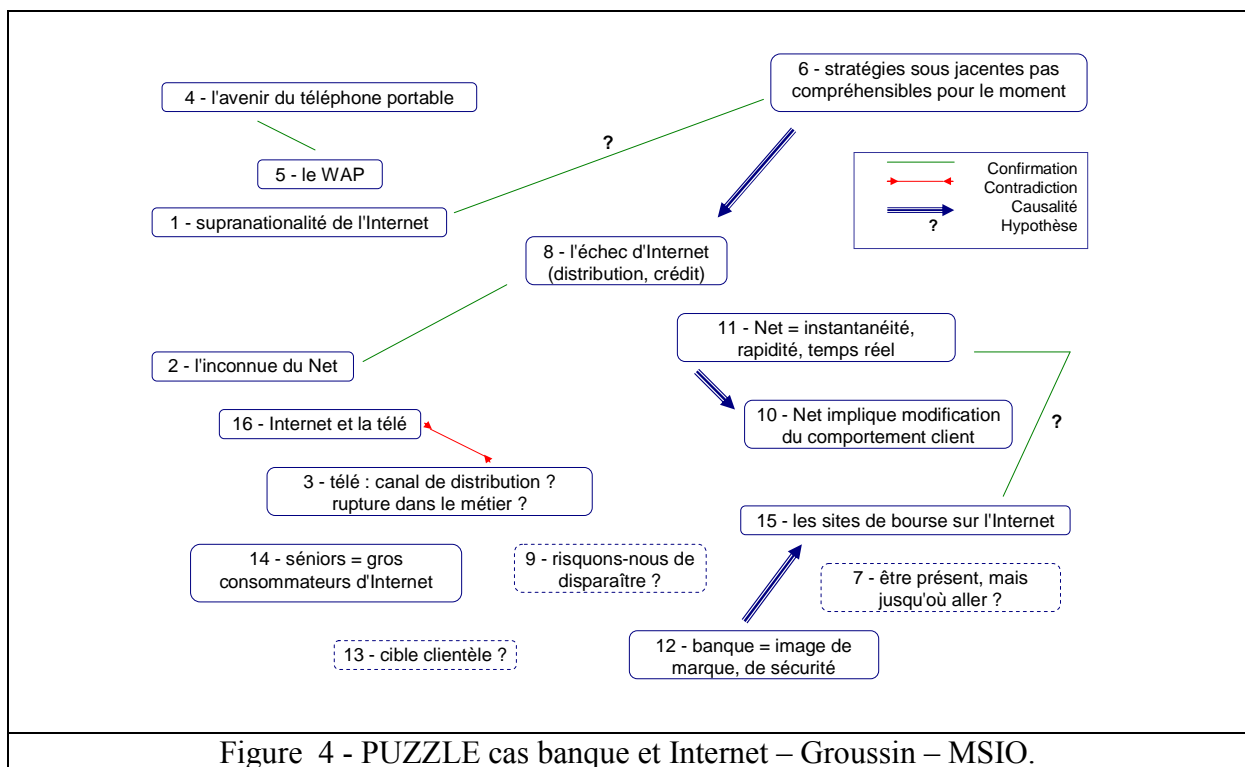 6 - stratégies sous jacentes pas
compréhensibles pour le moment
4 - l'avenir du téléphone portable
?
5 - le WAP
Confirmation
Contradiction
Causalité
? Hypothèse
1 - supranationalité de l'Internet
8 - l'échec d'Internet
(distribution, crédit)
11 - Net = instantanéité,
rapidité, temps réel
2 - l'inconnue du Net
16 - Internet et la télé
10 - Net implique modification
du comportement client
?
3 - télé : canal de distribution ?
rupture dans le métier ?
15 - les sites de bourse sur l'Internet
14 - séniors = gros
consommateurs d'Internet
9 - risquons-nous de
disparaître ?
7 - être présent, mais
jusqu'où aller ?
13 - cible clientèle ?
12 - banque = image de
marque, de sécurité
Figure 4 - PUZZLE cas banque et Internet – Groussin – MSIO.